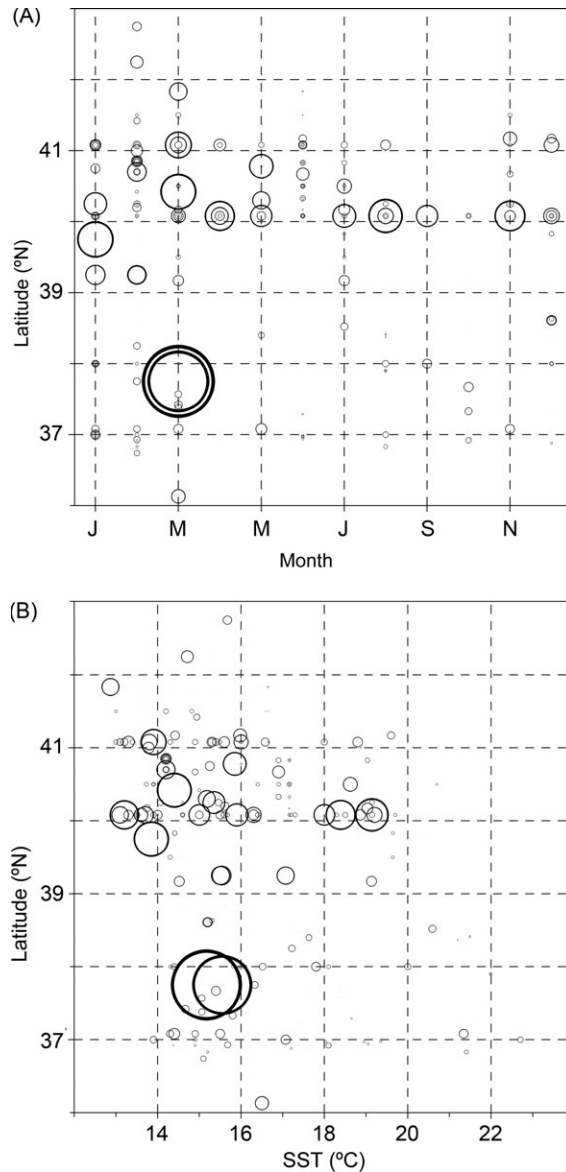 (A)
41
39
37
Latitude (ºN)
J M M J S N
Month
(B)
41
39
37
Latitude (ºN)
14 16 18 20 22
SST (ºC)